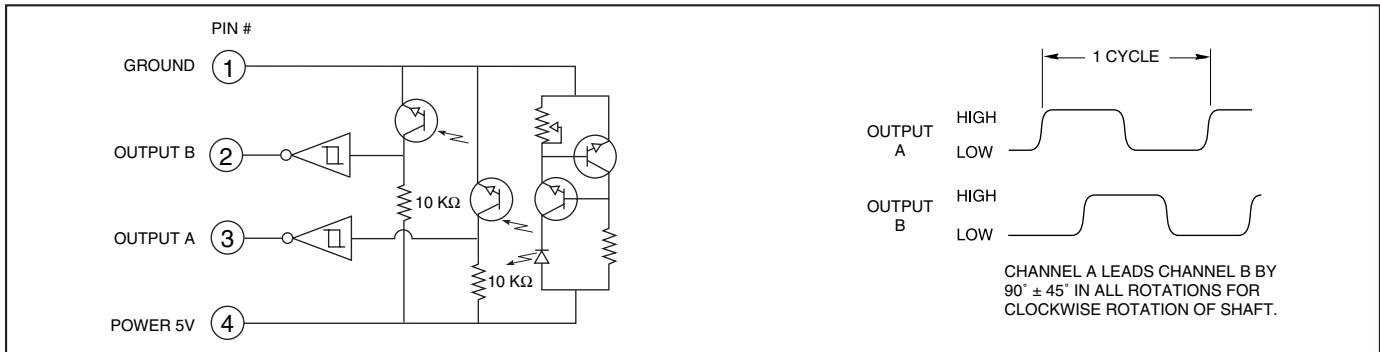 PIN #
GROUND 1
OUTPUT B 2
10 KΩ
OUTPUT A 3
10 KΩ
POWER 5V 4
1 CYCLE
OUTPUT
A
HIGH
LOW
OUTPUT
B
HIGH
LOW
CHANNEL A LEADS CHANNEL B BY
90˚ ± 45˚ IN ALL ROTATIONS FOR
CLOCKWISE ROTATION OF SHAFT.